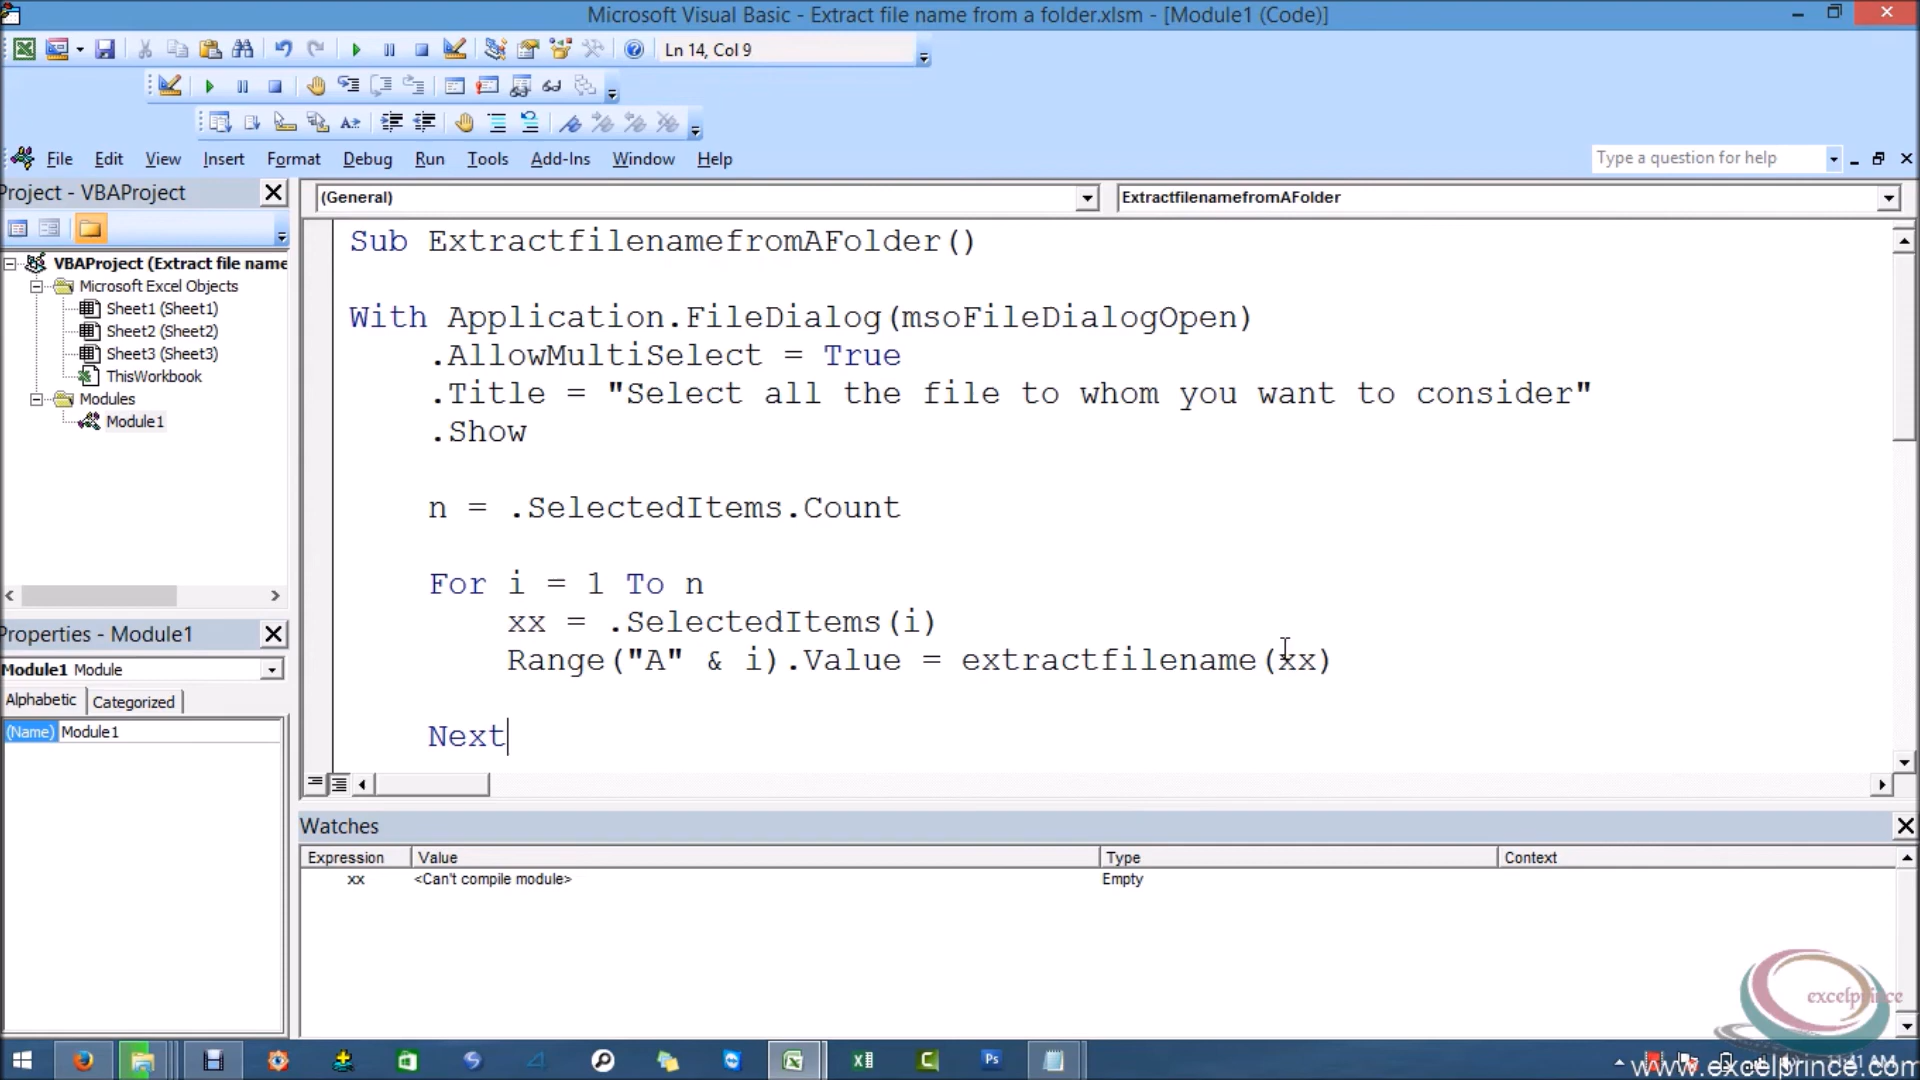 Microsoft Visual Basic - Extract file name from a folder.xlsm - [Module1 (Code)]
Ln 14, Col 9
File Edit View Insert Format Debug Run Tools Add-Ins Window Help
Type a question for help
Project - VBAProject
(General)
ExtractfilenamefromAFolder
VBAProject (Extract file name
Microsoft Excel Objects
Sheet1 (Sheet1)
Sheet2 (Sheet2)
Sheet3 (Sheet3)
ThisWorkbook
Modules
Module1
Sub ExtractfilenamefromAFolder()
With Application.FileDialog(msoFileDialogOpen)
.AllowMultiSelect = True
.Title = "Select all the file to whom you want to consider"
.Show
n = .SelectedItems.Count
For i = 1 To n
xx = .SelectedItems(i)
Range("A" & i).Value = extractfilename(xx)
Next
Properties - Module1
Module1 Module
Alphabetic Categorized
(Name) Module1
Watches
Expression Value Type Context
xx <Can't compile module> Empty
excelprince
www.excelprince.com